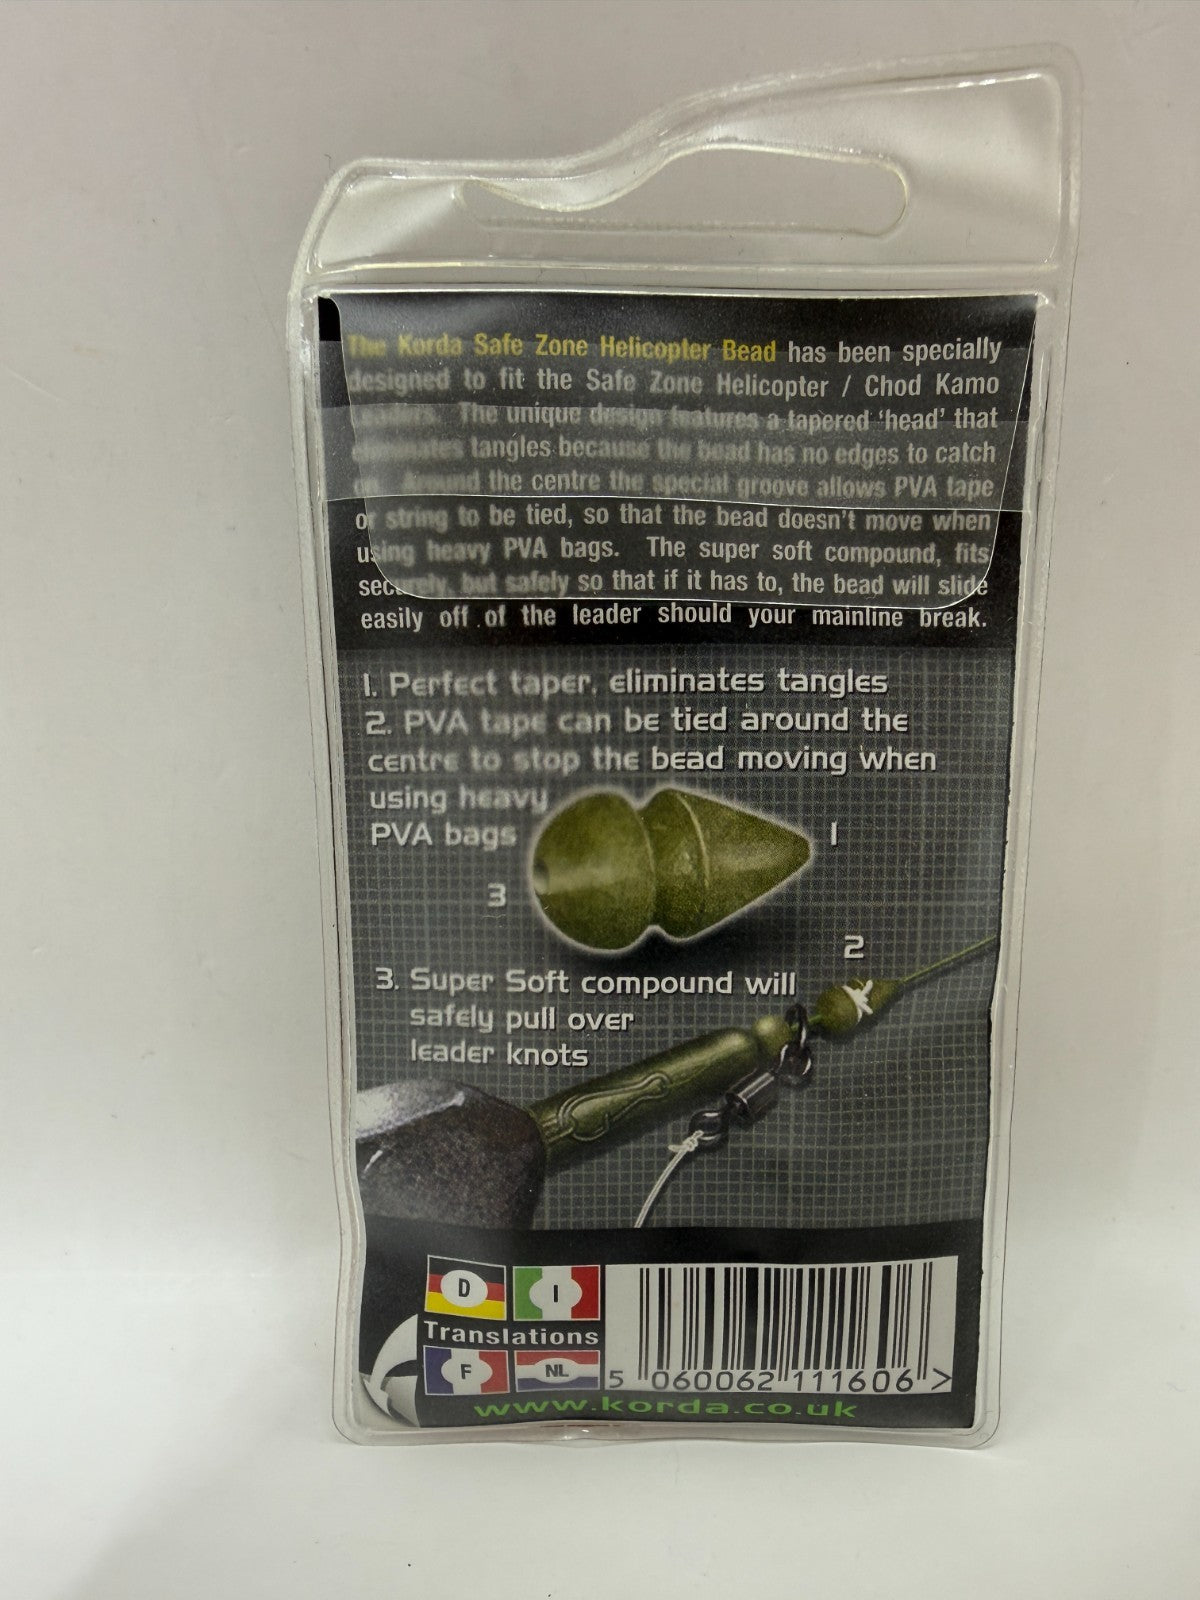 The Korda Safe Zone Helicopter Bead has been specially
designed to fit the Safe Zone Helicopter / Chod Kamo
leaders. The unique design features a tapered 'head' that
eliminates tangles because the bead has no edges to catch
on. Around the centre the special groove allows PVA tape
or string to be tied, so that the bead doesn't move when
using heavy PVA bags. The super soft compound, fits
securely, but safely so that if it has to, the bead will slide
easily off of the leader should your mainline break.
1. Perfect taper, eliminates tangles
2. PVA tape can be tied around the
centre to stop the bead moving when
using heavy
PVA bags
1
3
2
3. Super Soft compound will
safely pull over
leader knots
D
I
Translations
F
NL
5 060062 111606 >
www.korda.co.uk